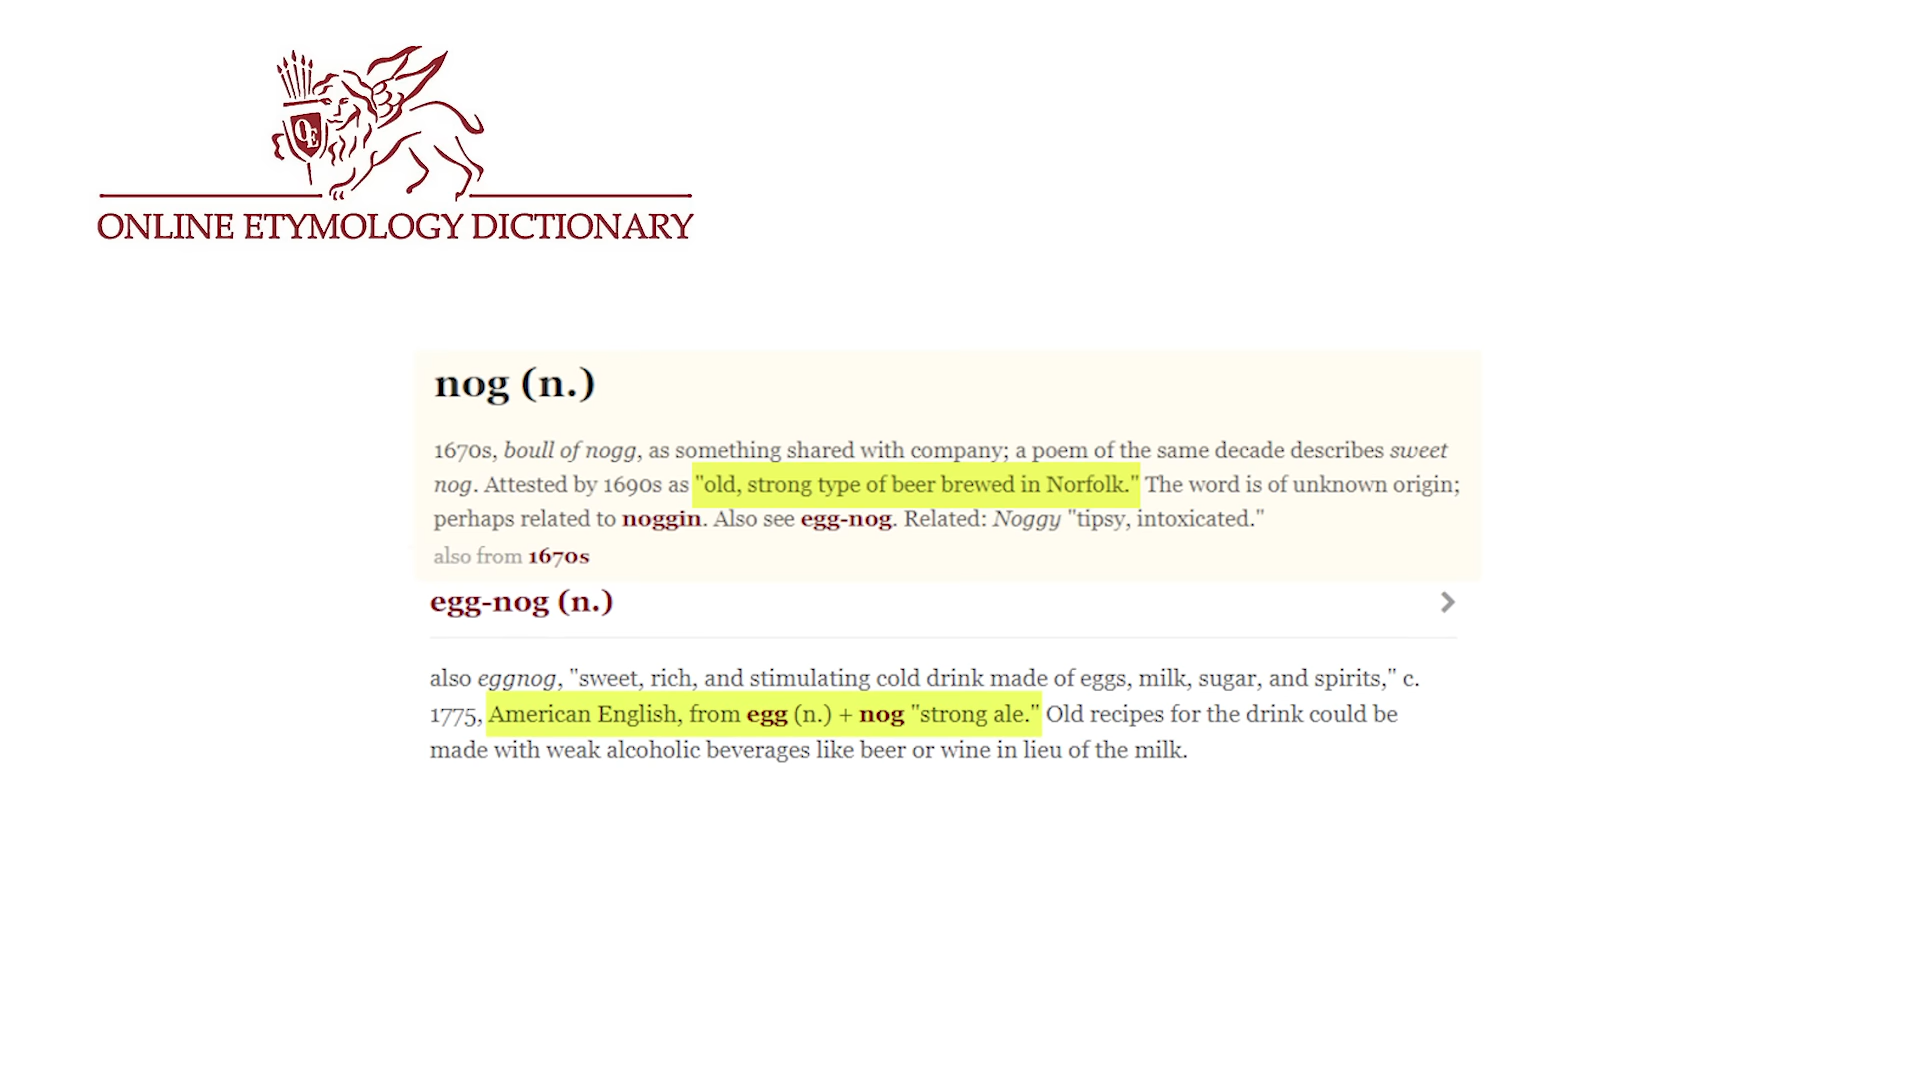 OE
ONLINE ETYMOLOGY DICTIONARY
nog (n.)
1670s, boull of nogg, as something shared with company; a poem of the same decade describes sweet
nog. Attested by 1690s as "old, strong type of beer brewed in Norfolk." The word is of unknown origin;
perhaps related to noggin. Also see egg-nog. Related: Noggy "tipsy, intoxicated."
also from 1670s
egg-nog (n.)
also eggnog, "sweet, rich, and stimulating cold drink made of eggs, milk, sugar, and spirits," c.
1775, American English, from egg (n.) + nog "strong ale." Old recipes for the drink could be
made with weak alcoholic beverages like beer or wine in lieu of the milk.